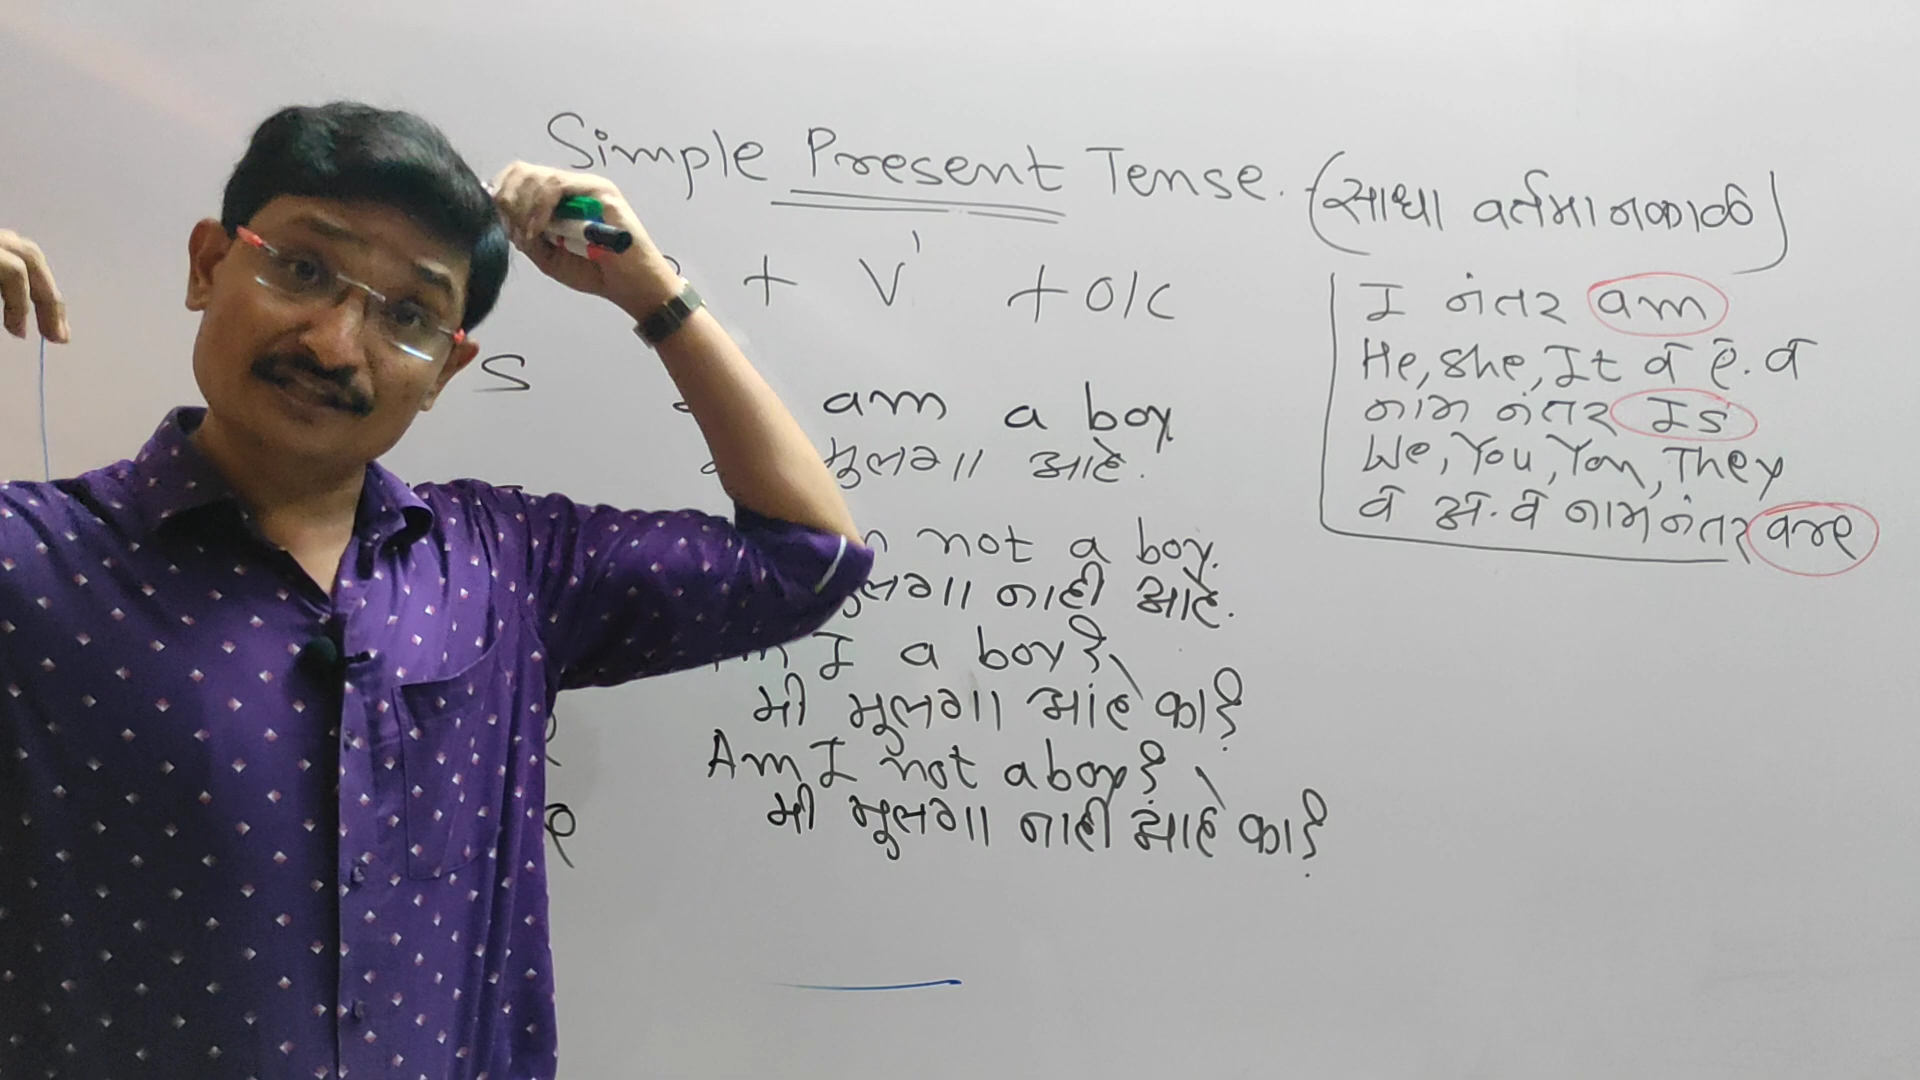 Simple Present Tense. (साधा वर्तमानकाळ)
+ V¹ + O/C
S
am a boy
मुलगा आहे.
not a boy.
मुलगा नाही आहे.
I a boy?
मी मुलगा आहे का?
Am I not a boy?
मी मुलगा नाही आहे का?
I नंतर am
He, She, It व ए. व
नाम नंतर Is
We, You, You, They
व अ. व नाम नंतर are